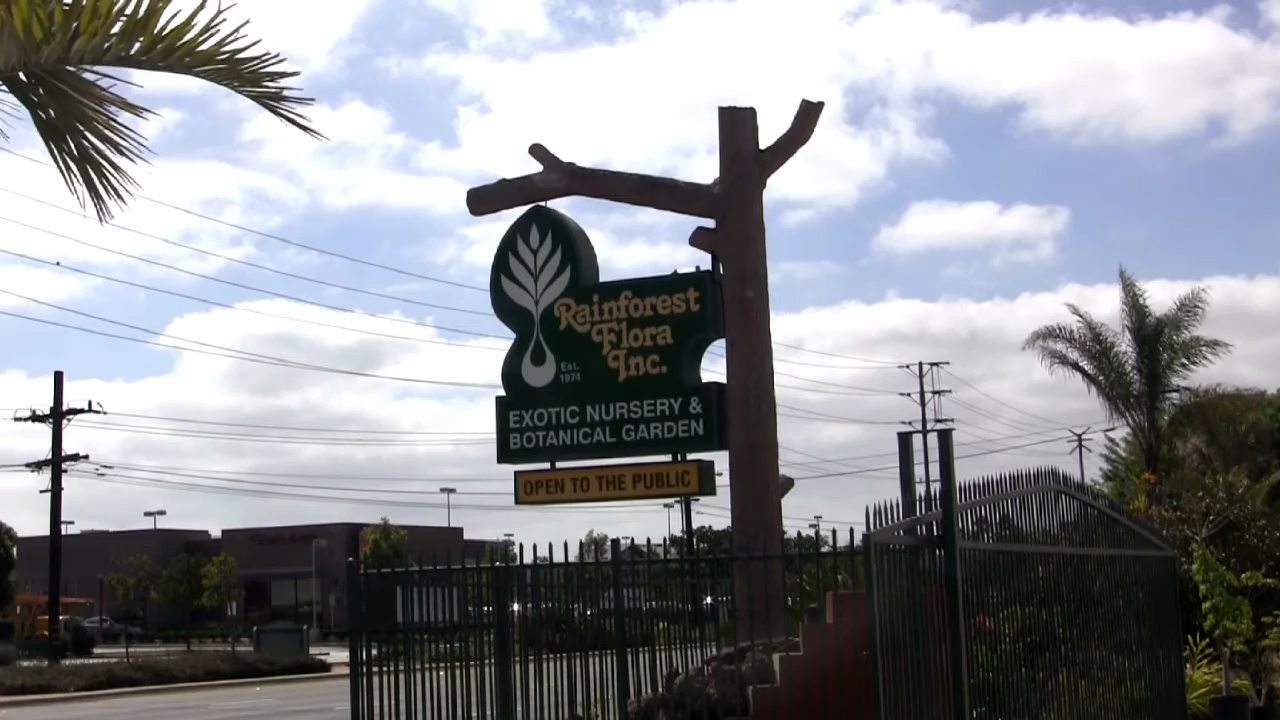 Rainforest
Flora
Inc.
Est.
1974
EXOTIC NURSERY &
BOTANICAL GARDEN
OPEN TO THE PUBLIC